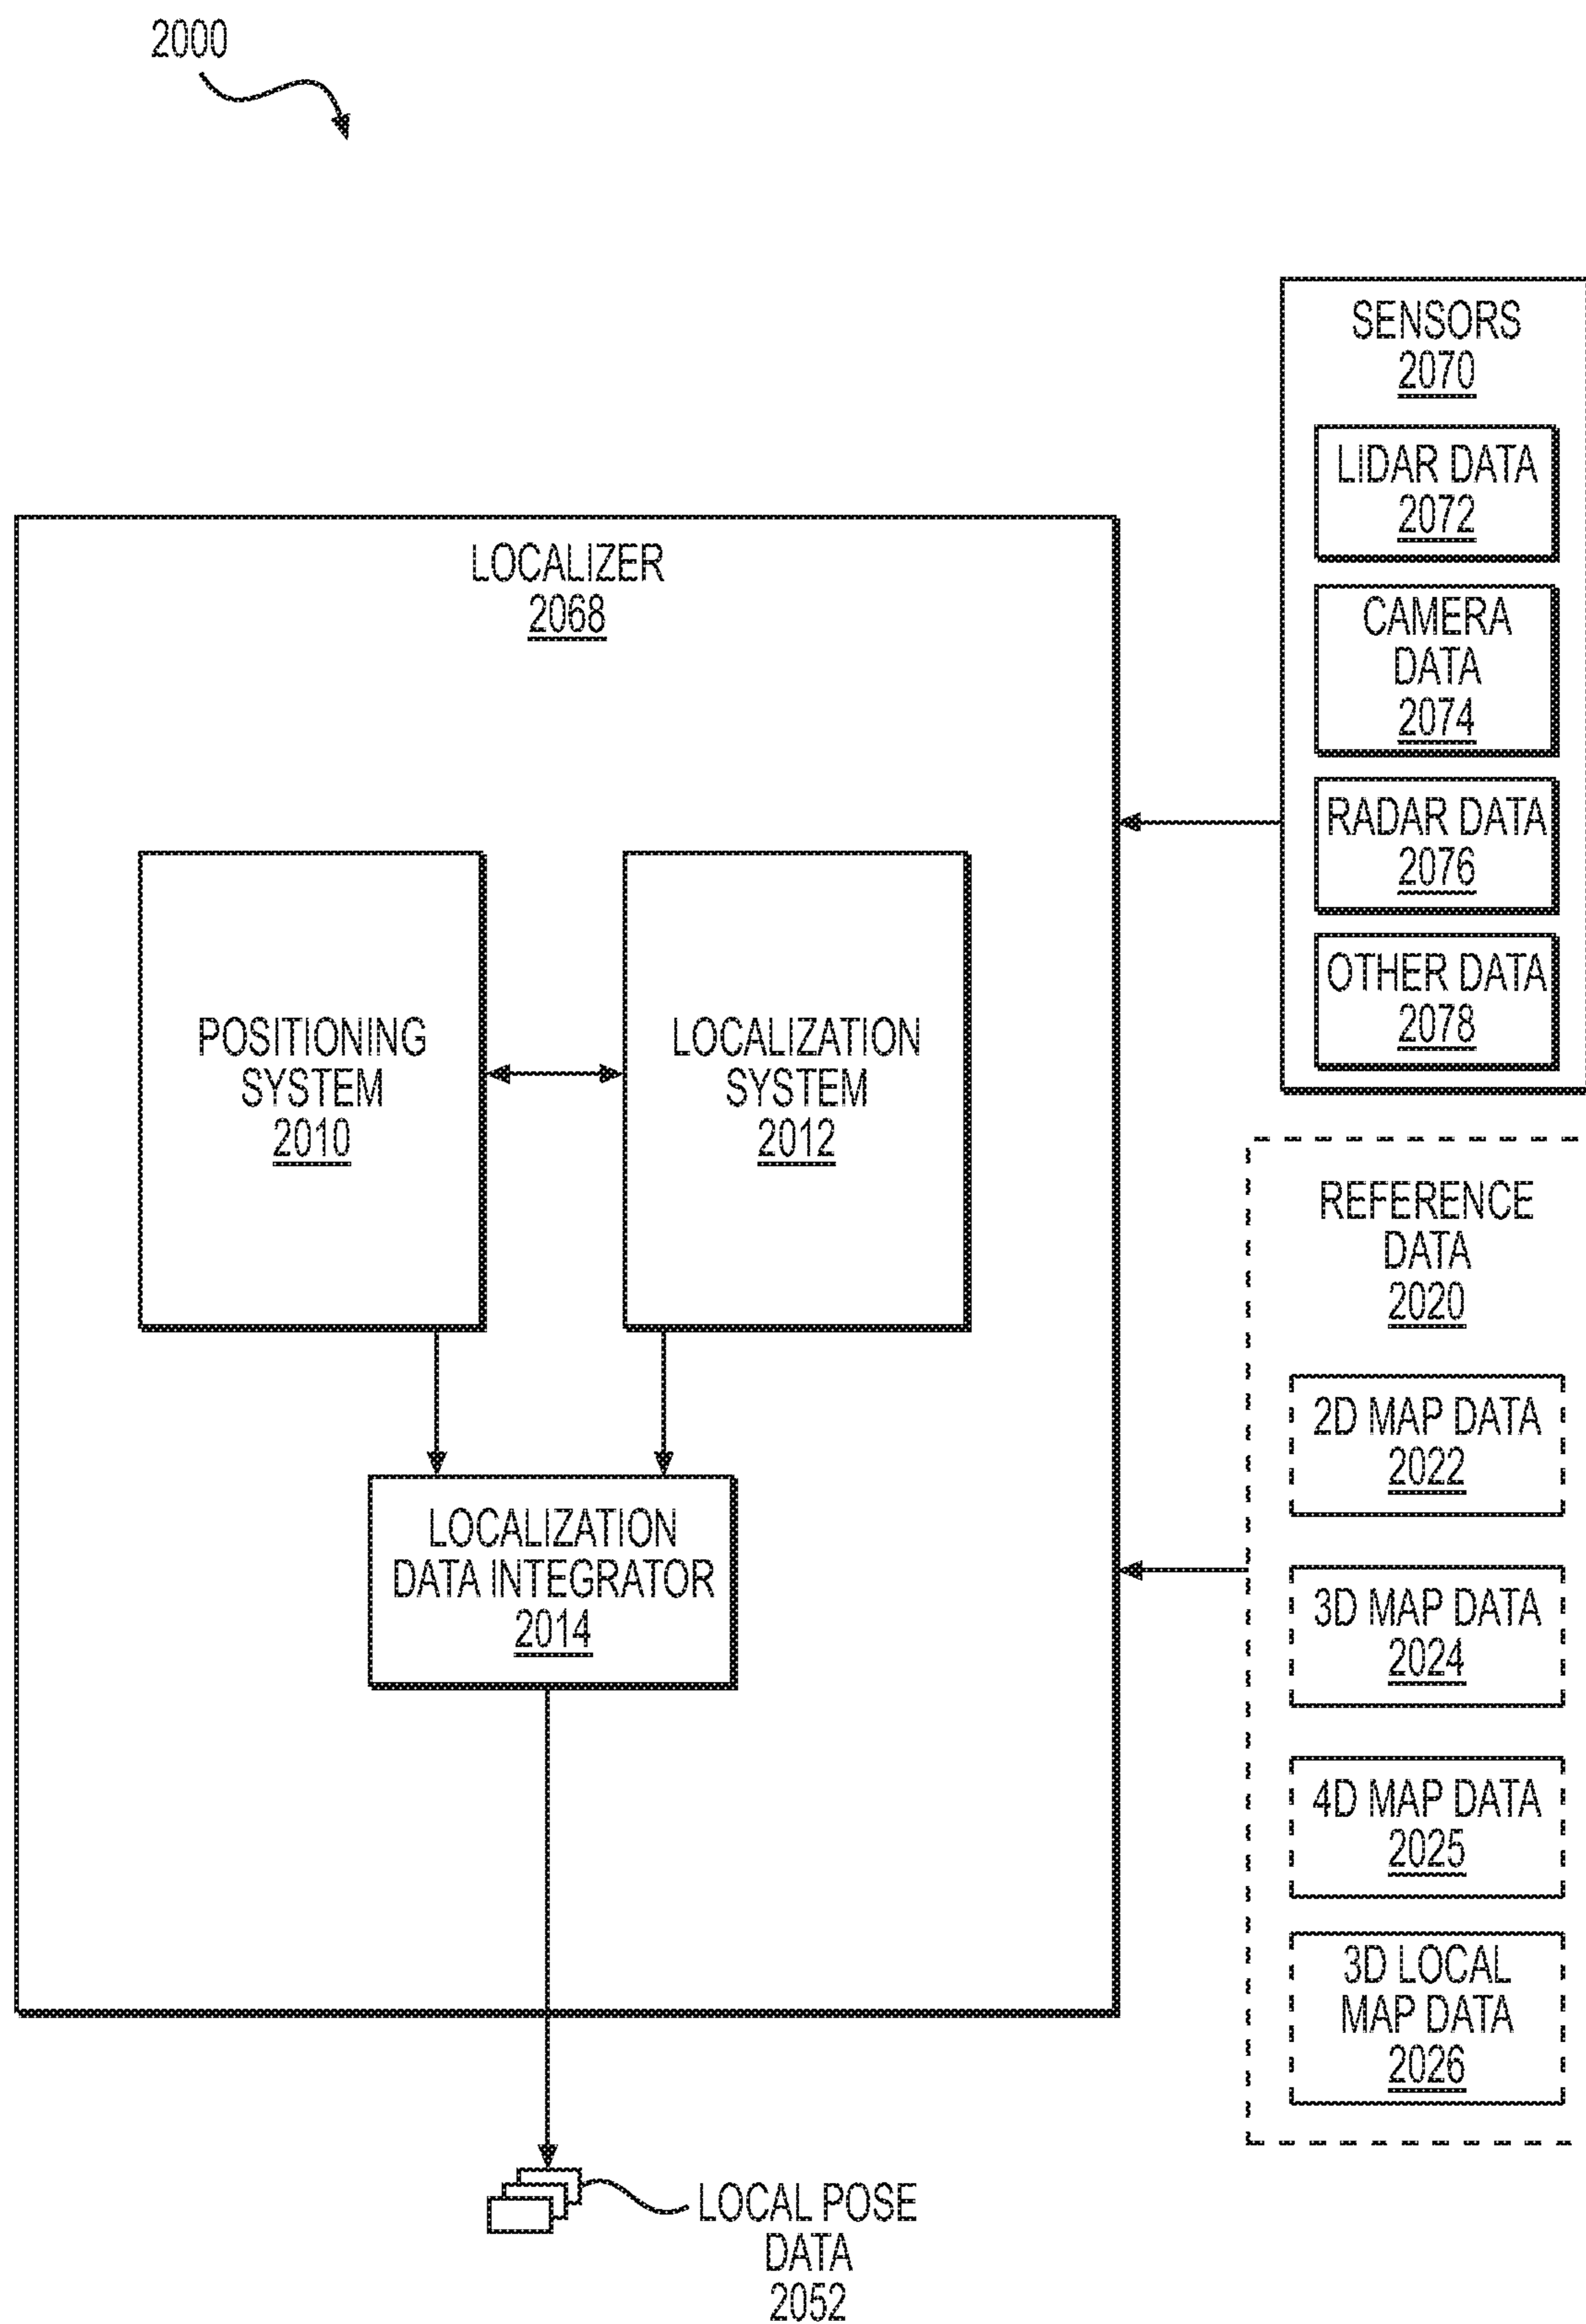 2000
SENSORS
2070
LIDAR DATA
2072
CAMERA
DATA
2074
RADAR DATA
2076
OTHER DATA
2078
LOCALIZER
2068
POSITIONING
SYSTEM
2010
LOCALIZATION
SYSTEM
2012
LOCALIZATION
DATA INTEGRATOR
2014
REFERENCE
DATA
2020
2D MAP DATA
2022
3D MAP DATA
2024
4D MAP DATA
2025
3D LOCAL
MAP DATA
2026
LOCAL POSE
DATA
2052